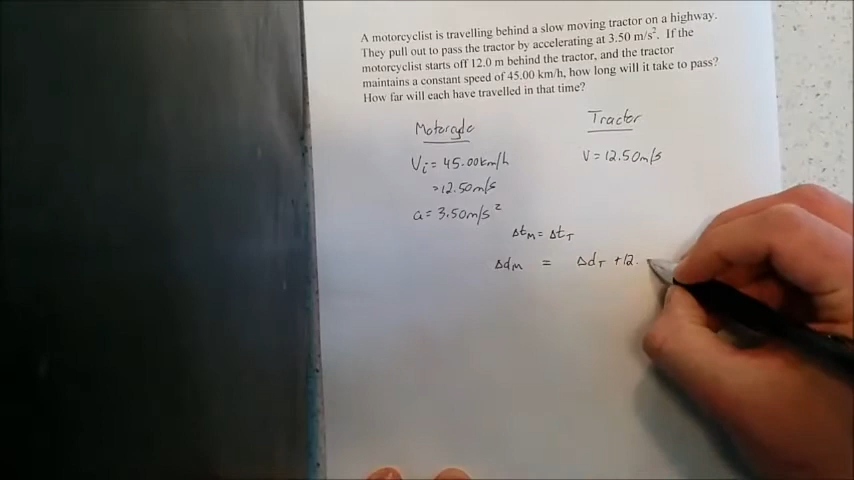 A motorcyclist is travelling behind a slow moving tractor on a highway.
They pull out to pass the tractor by accelerating at 3.50 m/s². If the
motorcyclist starts off 12.0 m behind the tractor, and the tractor
maintains a constant speed of 45.00 km/h, how long will it take to pass?
How far will each have travelled in that time?
Motorcycle
Tractor
Vi = 45.00km/h
V = 12.50m/s
=12.50m/s
a = 3.50m/s²
ΔtM = ΔtT
ΔdM = ΔdT +12.